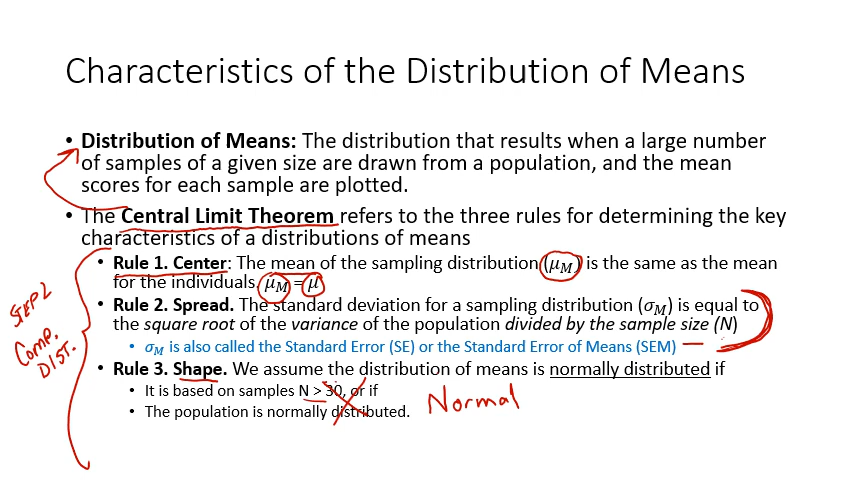 Characteristics of the Distribution of Means
• Distribution of Means: The distribution that results when a large number
of samples of a given size are drawn from a population, and the mean
scores for each sample are plotted.
• The Central Limit Theorem refers to the three rules for determining the key
characteristics of a distributions of means
• Rule 1. Center: The mean of the sampling distribution (μM) is the same as the mean
for the individuals. μM = μ
• Rule 2. Spread. The standard deviation for a sampling distribution (σM) is equal to
the square root of the variance of the population divided by the sample size (N)
• σM is also called the Standard Error (SE) or the Standard Error of Means (SEM)
• Rule 3. Shape. We assume the distribution of means is normally distributed if
• It is based on samples N > 30, or if
• The population is normally distributed.
Normal
STEP 2
Comp.
DIST.